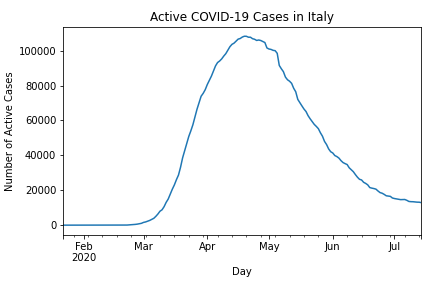 Active COVID-19 Cases in Italy
Number of Active Cases
100000
80000
60000
40000
20000
0
Feb Mar Apr May Jun Jul
2020
Day